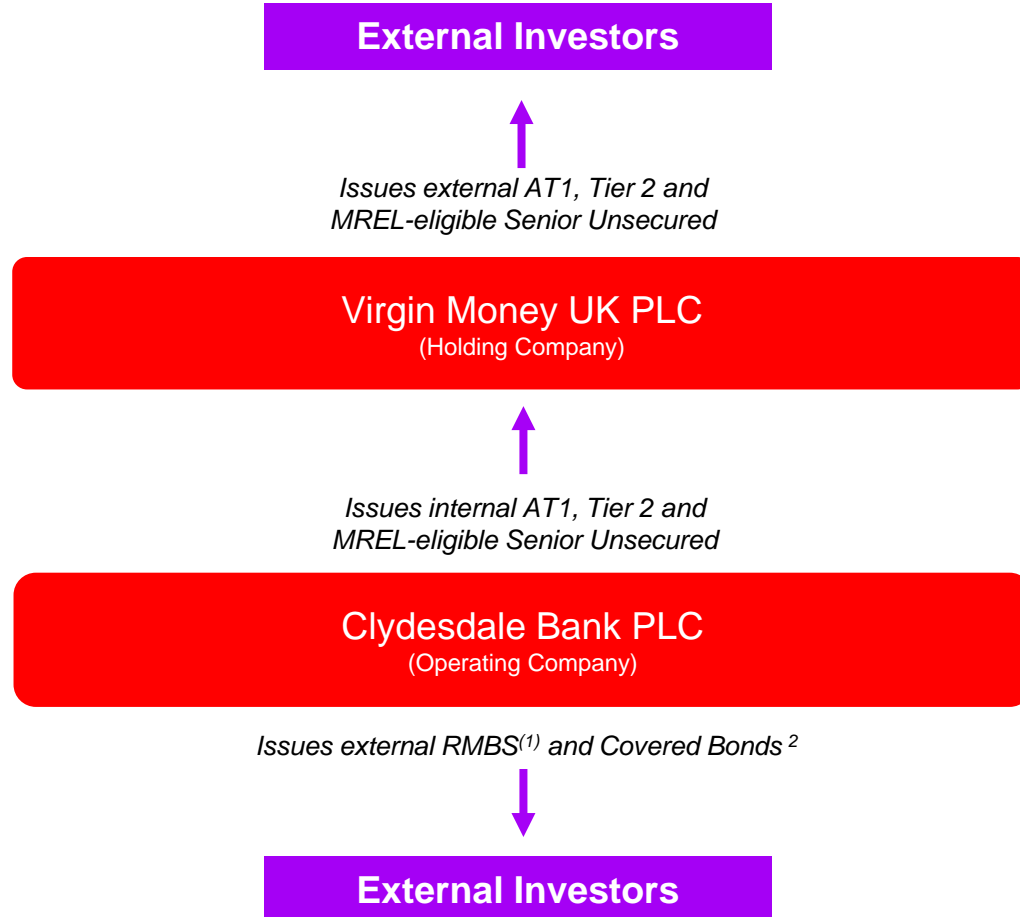 External Investors
Issues external AT1, Tier 2 and
MREL-eligible Senior Unsecured
Virgin Money UK PLC
(Holding Company)
Issues internal AT1, Tier 2 and
MREL-eligible Senior Unsecured
Clydesdale Bank PLC
(Operating Company)
Issues external RMBS(1) and Covered Bonds 2
External Investors